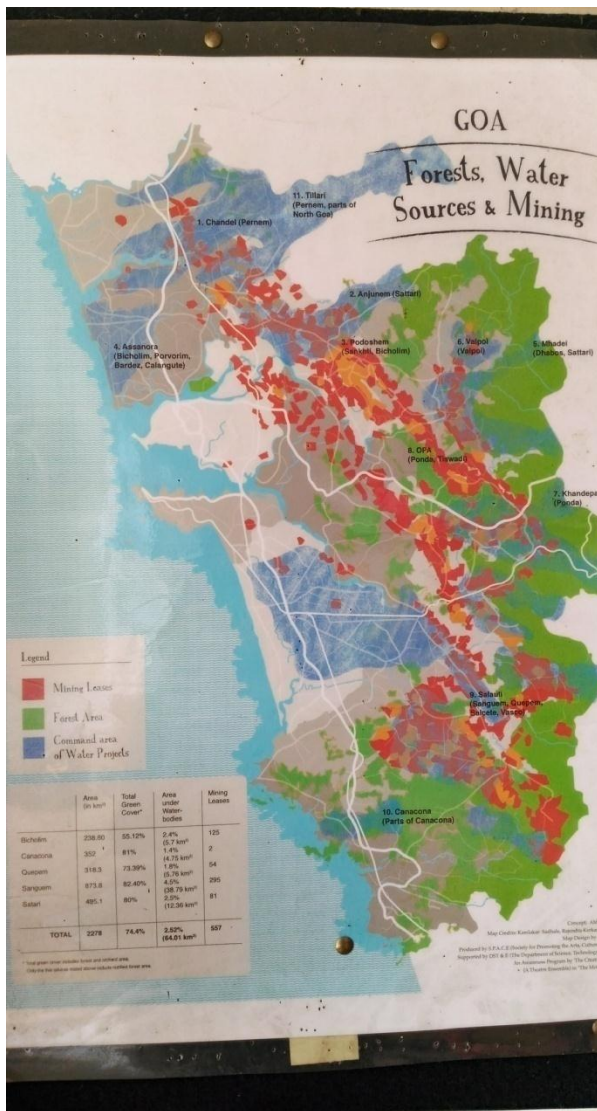 GOA
Forests, Water
Sources & Mining
11. Tillari
(Pernem, parts of
North Goa)
1. Chandel (Pernem)
2. Anjunem (Sattari)
3. Podoshem
(Sankhli, Bicholim)
4. Assanora
(Bicholim, Porvorim,
Bardez, Calangute)
6. Valpoi
(Valpoi)
5. Mhadei
(Dhabos, Sattari)
8. OPA
(Ponda, Tiswadi)
7. Khandepa
(Ponda)
9. Salauli
(Sanguem, Quepem,
Salcete, Vasco)
10. Canacona
(Parts of Canacona)
Legend
Mining Leases
Forest Area
Command area
of Water Projects
Area
(in km²)
Total
Green
Cover*
Area
under
Water-
bodies
Mining
Leases
Bicholim 238.80 55.12% 2.4% (5.7 km²) 125
Canacona 352 81% 1.4% (4.75 km²) 2
Quepem 318.3 73.39% 1.8% (5.76 km²) 54
Sanguem 873.8 82.40% 4.5% (38.79 km²) 295
Satari 495.1 80% 2.5% (12.38 km²) 81
TOTAL 2278 74.4% 2.52% (64.01 km²) 557
Map Design by
Produced by S.P.A.C.E (Society for Promoting the Arts, Culture
Supported by DST & E (The Department of Science, Technology
An Awareness Program by